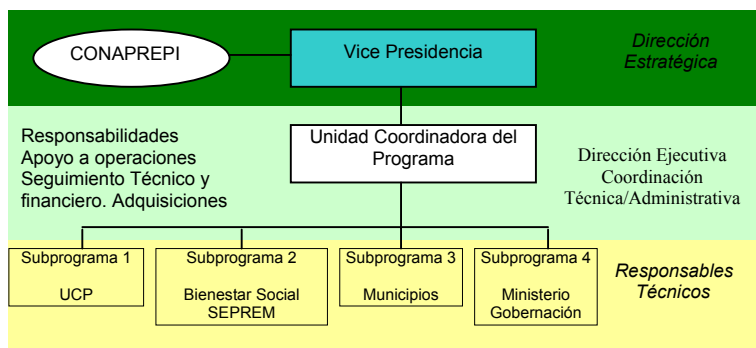 CONAPREPI
Vice Presidencia
Dirección
Estratégica
Responsabilidades
Apoyo a operaciones
Seguimiento Técnico y
financiero. Adquisiciones
Unidad Coordinadora del
Programa
Dirección Ejecutiva
Coordinación
Técnica/Administrativa
Subprograma 1
UCP
Subprograma 2
Bienestar Social
SEPREM
Subprograma 3
Municipios
Subprograma 4
Ministerio
Gobernación
Responsables
Técnicos